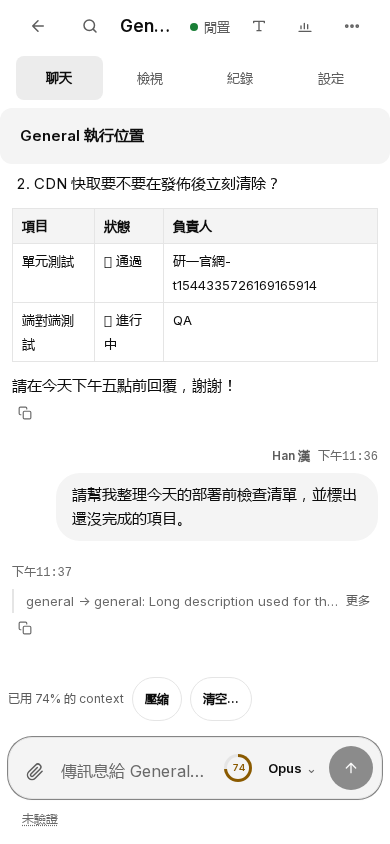 Gen… 閒置
聊天 檢視 紀錄 設定
General 執行位置
2. CDN 快取要不要在發佈後立刻清除？
項目 狀態 負責人
單元測試 通過 研一官網-
t1544335726169165914
端對端測 進行 QA
試 中
請在今天下午五點前回覆，謝謝！
Han 漢 下午11:36
請幫我整理今天的部署前檢查清單，並標出
還沒完成的項目。
下午11:37
general → general: Long description used for th… 更多
已用 74% 的 context 壓縮 清空…
傳訊息給 General… 74 Opus
未驗證